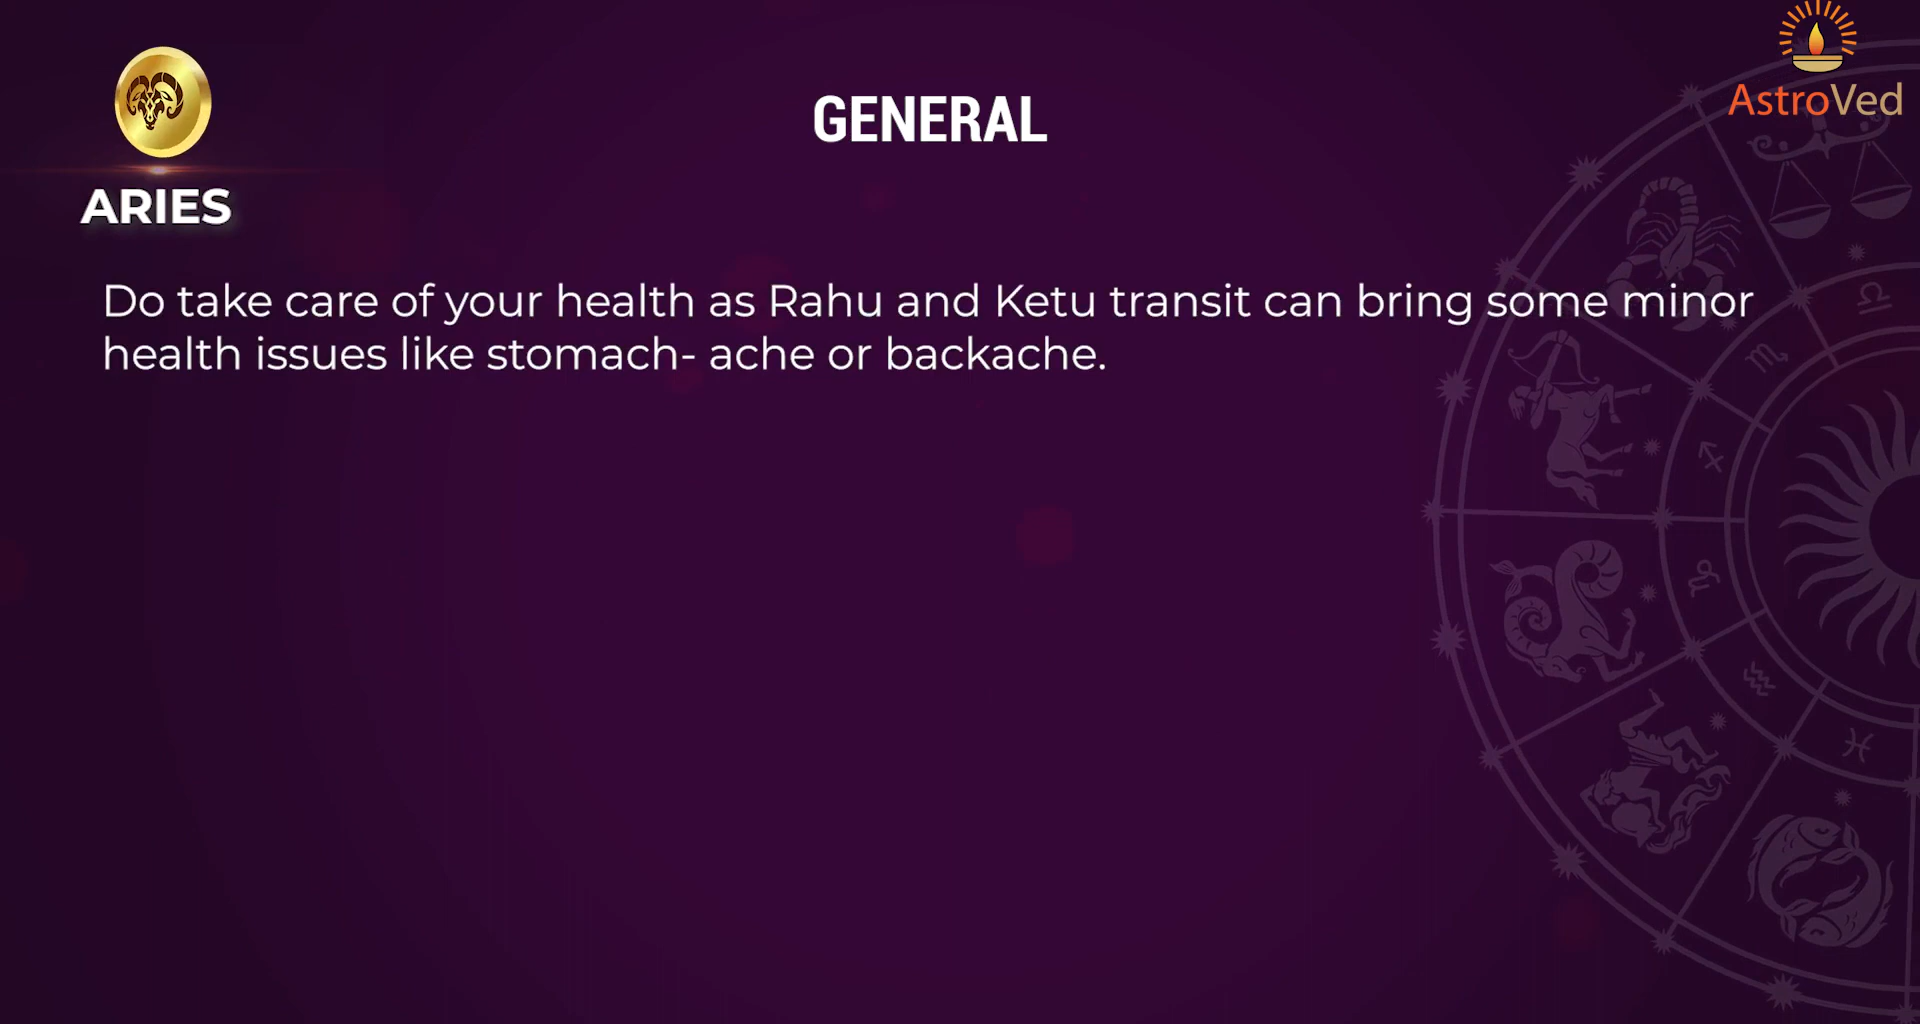 AstroVed
GENERAL
ARIES
Do take care of your health as Rahu and Ketu transit can bring some minor
health issues like stomach- ache or backache.